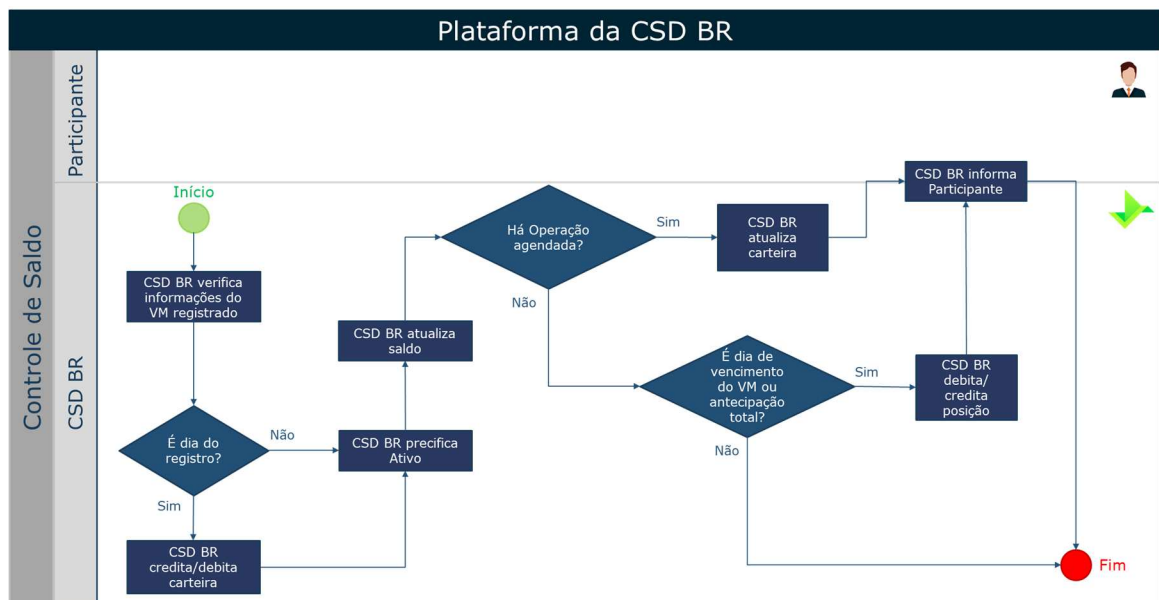 Plataforma da CSD BR
Controle de Saldo
Participante
CSD BR
Início
CSD BR verifica
informações do
VM registrado
É dia do
registro?
Não
Sim
CSD BR
credita/debita
carteira
CSD BR precifica
Ativo
CSD BR atualiza
saldo
Há Operação
agendada?
Sim
Não
CSD BR
atualiza
carteira
É dia de
vencimento
do VM ou
antecipação
total?
Sim
Não
CSD BR
debita/
credita
posição
CSD BR informa
Participante
Fim